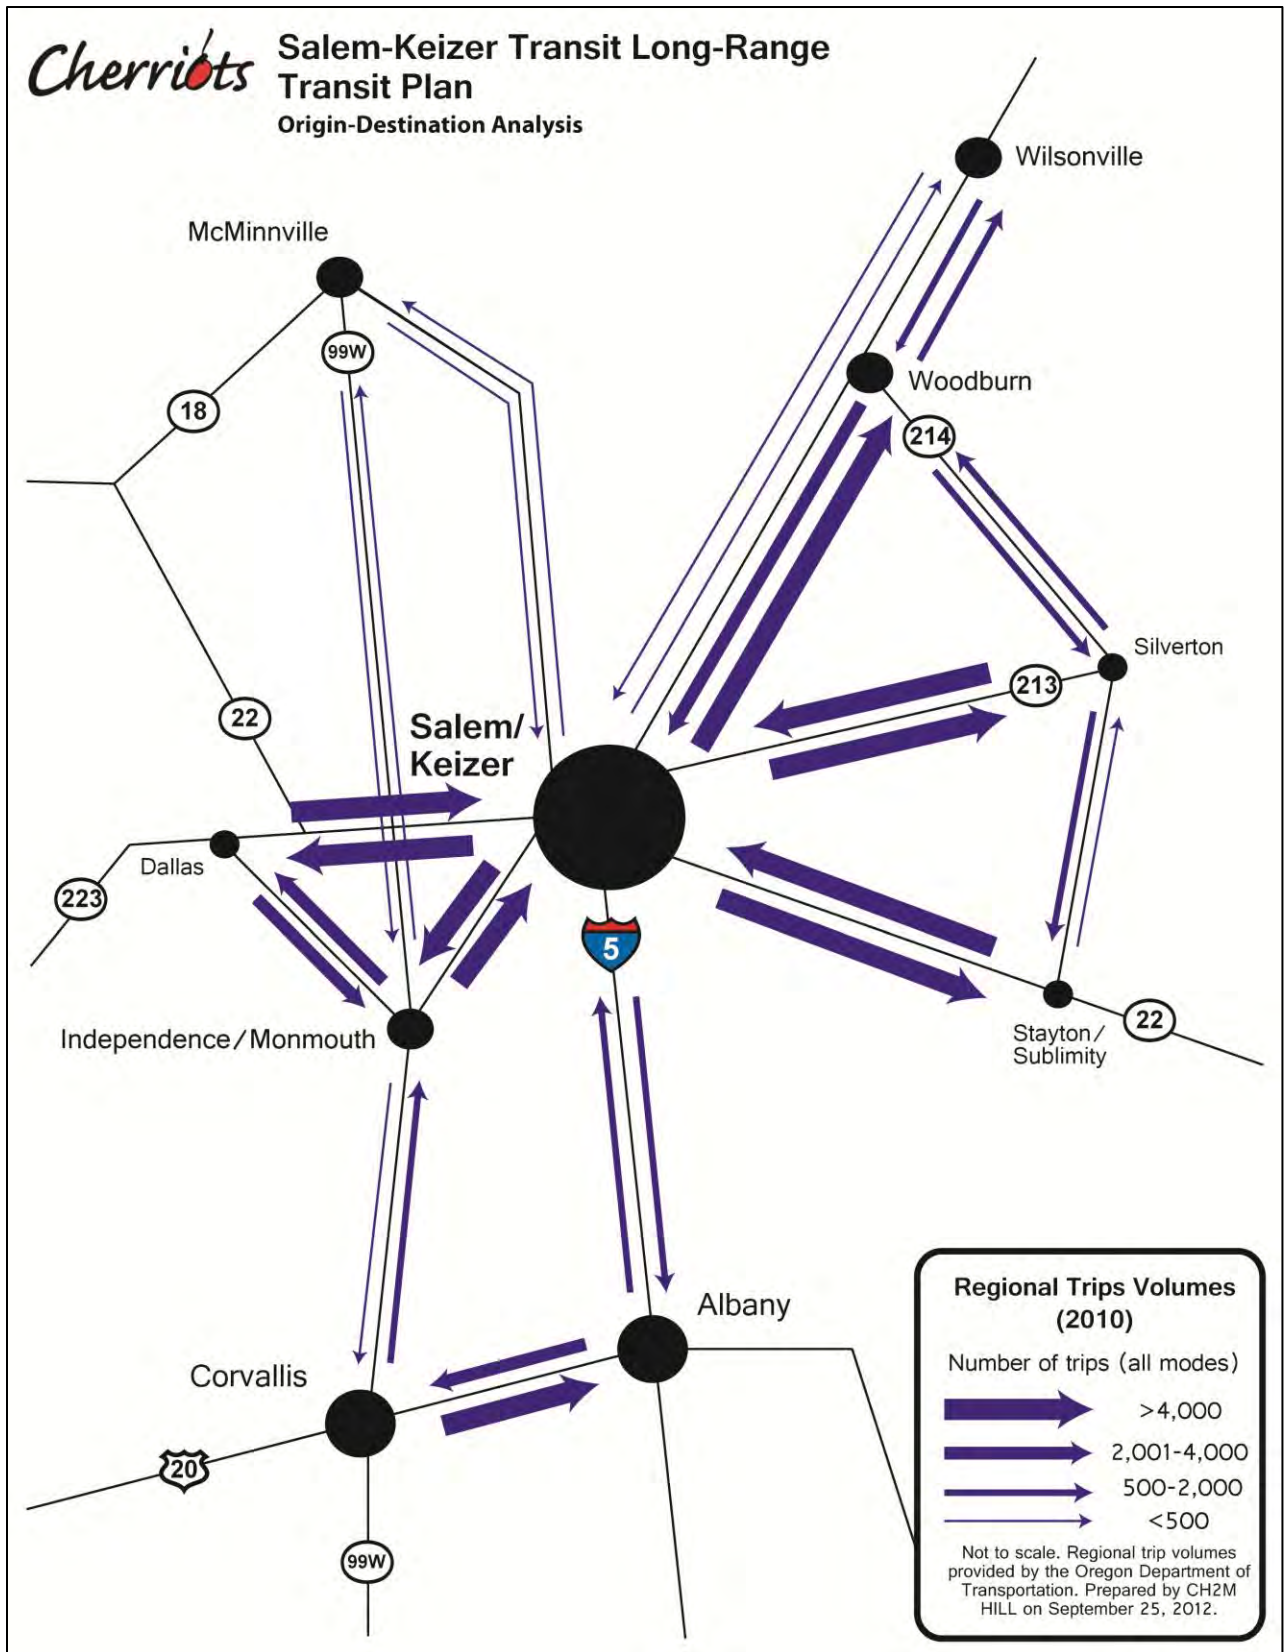 Cherriots
Salem-Keizer Transit Long-Range
Transit Plan
Origin-Destination Analysis
Wilsonville
McMinnville
99W
Woodburn
18
214
Silverton
213
22
Salem/
Keizer
Dallas
223
5
Independence/Monmouth
22
Stayton/
Sublimity
Albany
Corvallis
20
99W
Regional Trips Volumes
(2010)
Number of trips (all modes)
>4,000
2,001-4,000
500-2,000
<500
Not to scale. Regional trip volumes
provided by the Oregon Department of
Transportation. Prepared by CH2M
HILL on September 25, 2012.